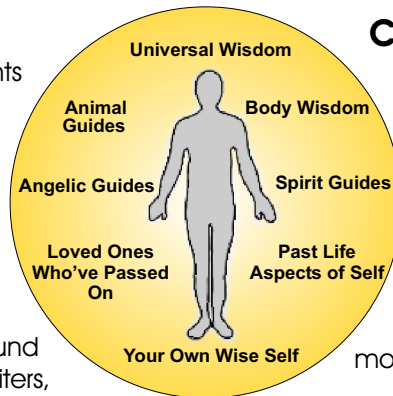 Universal Wisdom
Animal
Guides
Body Wisdom
Angelic Guides
Spirit Guides
Loved Ones
Who've Passed
On
Past Life
Aspects of Self
Your Own Wise Self